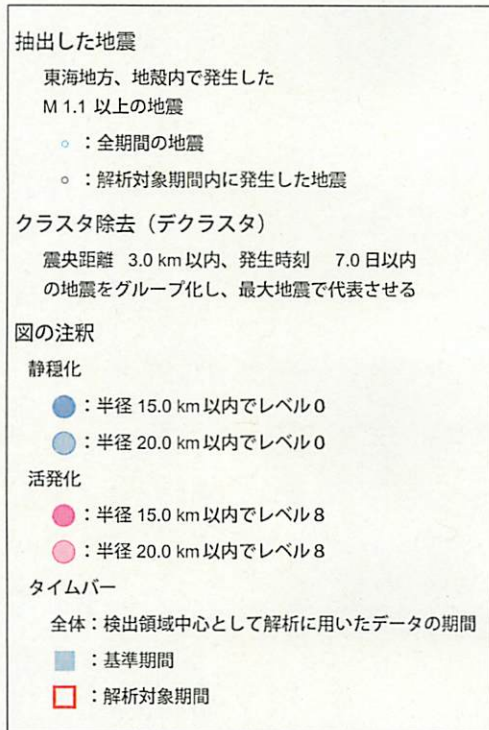 抽出した地震
東海地方、地殻内で発生した
M 1.1 以上の地震
：全期間の地震
：解析対象期間内に発生した地震
クラスタ除去（デクラスタ）
震央距離 3.0 km 以内、発生時刻 7.0 日以内
の地震をグループ化し、最大地震で代表させる
図の注釈
静穏化
：半径 15.0 km 以内でレベル 0
：半径 20.0 km 以内でレベル 0
活発化
：半径 15.0 km 以内でレベル 8
：半径 20.0 km 以内でレベル 8
タイムバー
全体：検出領域中心として解析に用いたデータの期間
：基準期間
：解析対象期間